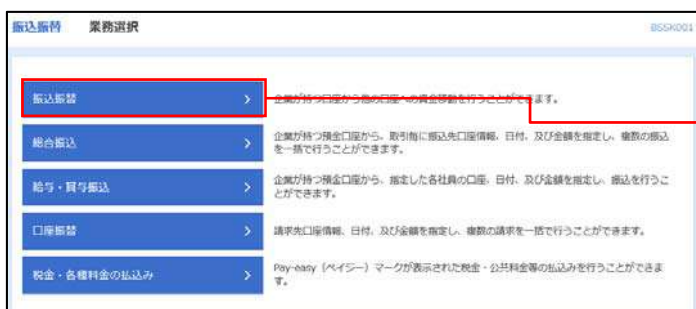 振込振替 業務選択 BSSK001
振込振替
企業が持つ口座から他の口座への資金移動を行うことができます。
総合振込
企業が持つ預金口座から、取引毎に振込先口座情報、日付、及び金額を指定し、複数の振込
を一括で行うことができます。
給与・賞与振込
企業が持つ預金口座から、指定した各社員の口座、日付、及び金額を指定し、振込を行うこ
とができます。
口座振替
請求先口座情報、日付、及び金額を指定し、複数の請求を一括で行うことができます。
税金・各種料金の払込み
Pay-easy（ペイジー）マークが表示された税金・公共料金等の払込みを行うことができま
す。